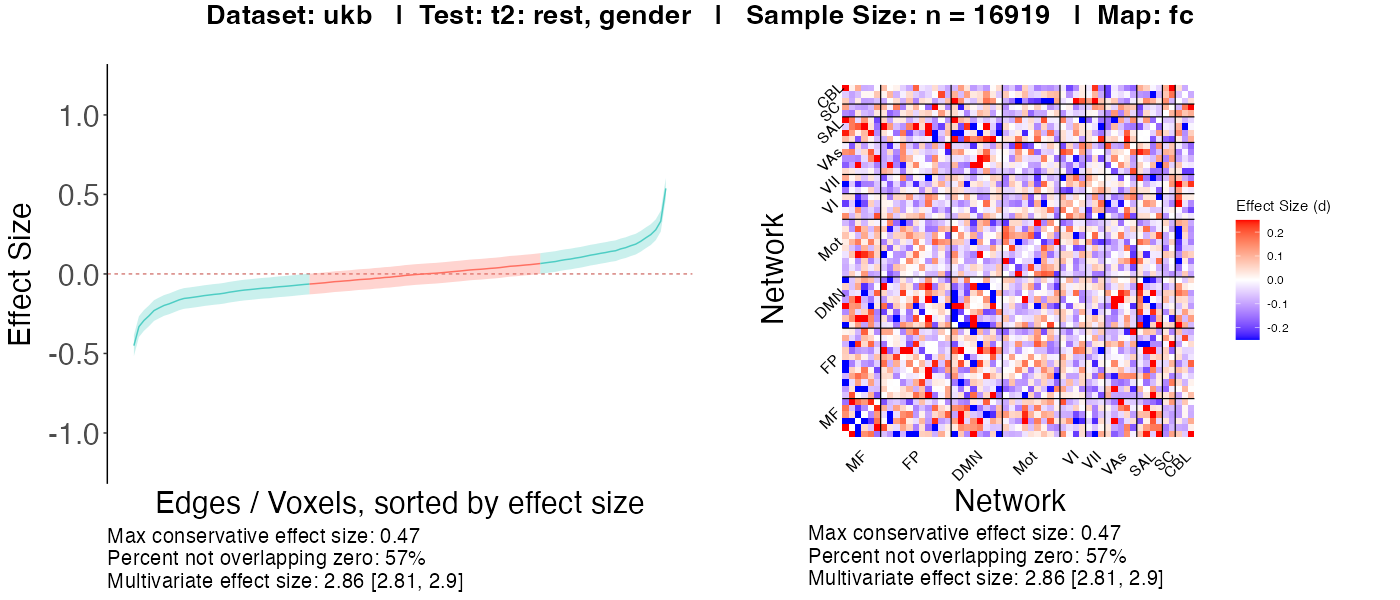 Dataset: ukb | Test: t2: rest, gender | Sample Size: n = 16919 | Map: fc
Effect Size
1.0
0.5
0.0
-0.5
-1.0
Edges / Voxels, sorted by effect size
Max conservative effect size: 0.47
Percent not overlapping zero: 57%
Multivariate effect size: 2.86 [2.81, 2.9]
Network
CBL
SC
SAL
VAs
VII
VI
Mot
DMN
FP
MF
MF FP DMN Mot VI VII VAs SAL SC CBL
Network
Max conservative effect size: 0.47
Percent not overlapping zero: 57%
Multivariate effect size: 2.86 [2.81, 2.9]
Effect Size (d)
0.2
0.1
0.0
-0.1
-0.2